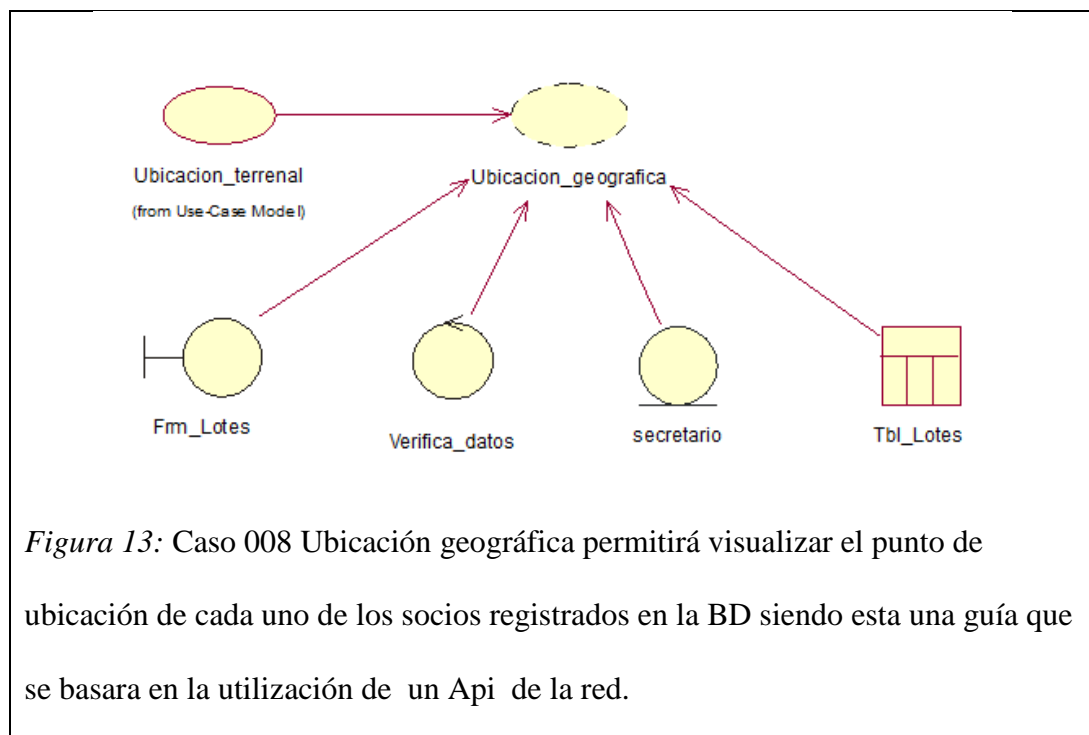 Ubicacion_terrenal
(from Use-Case Model)
Ubicacion_geografica
Frm_Lotes
Verifica_datos
secretario
Tbl_Lotes
Figura 13: Caso 008 Ubicación geográfica permitirá visualizar el punto de
ubicación de cada uno de los socios registrados en la BD siendo esta una guía que
se basara en la utilización de un Api de la red.